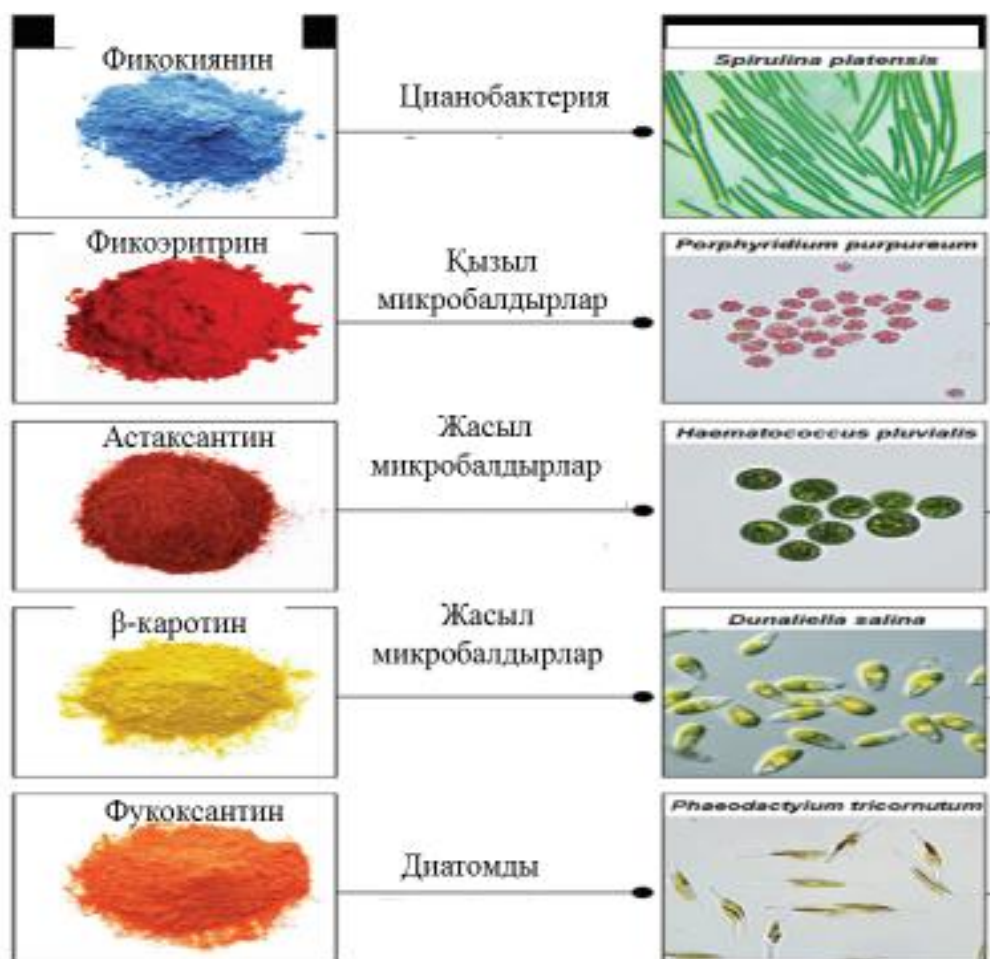 Фикокиянин
Цианобактерия
Spirulina platensis
Фикоэритрин
Қызыл
микробалдырлар
Porphyridium purpureum
Астаксантин
Жасыл
микробалдырлар
Haematococcus pluvialis
β-каротин
Жасыл
микробалдырлар
Dunaliella salina
Фукоксантин
Диатомды
Phaeodactylum tricornutum